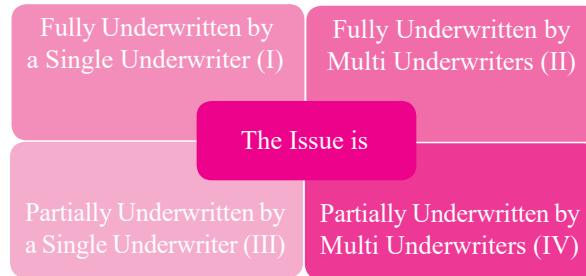 Fully Underwritten by
a Single Underwriter (I)
Fully Underwritten by
Multi Underwriters (II)
The Issue is
Partially Underwritten by
a Single Underwriter (III)
Partially Underwritten by
Multi Underwriters (IV)